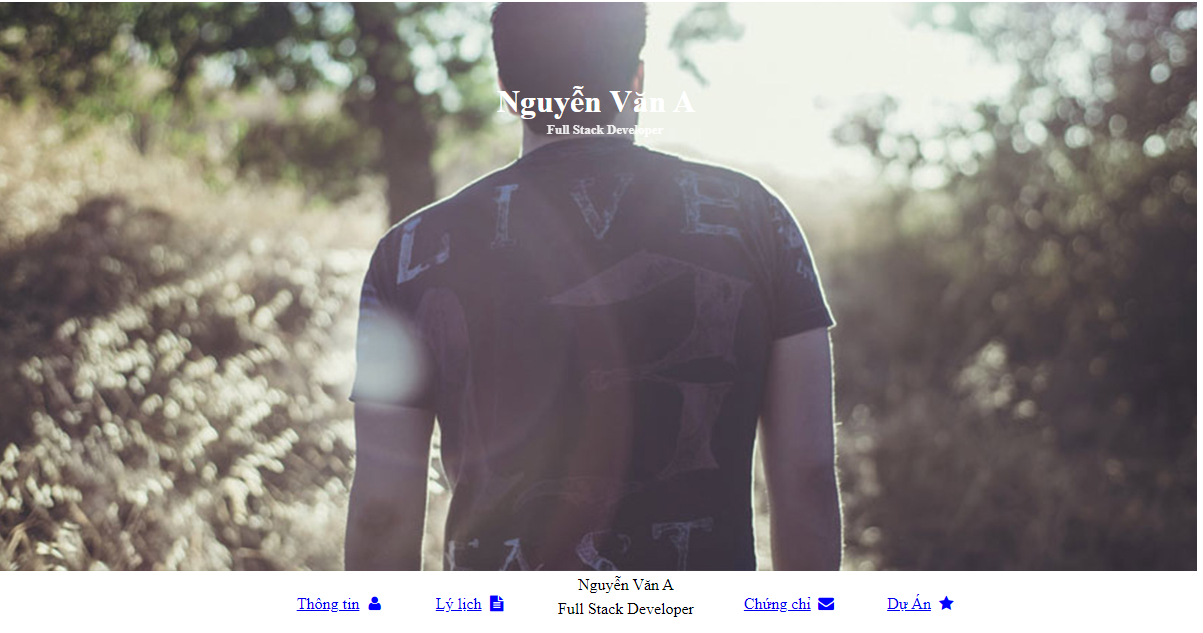 Nguyễn Văn A
Full Stack Developer
LIVE
FAST
Nguyễn Văn A
Thông tin Lý lịch Full Stack Developer Chứng chỉ Dự Án